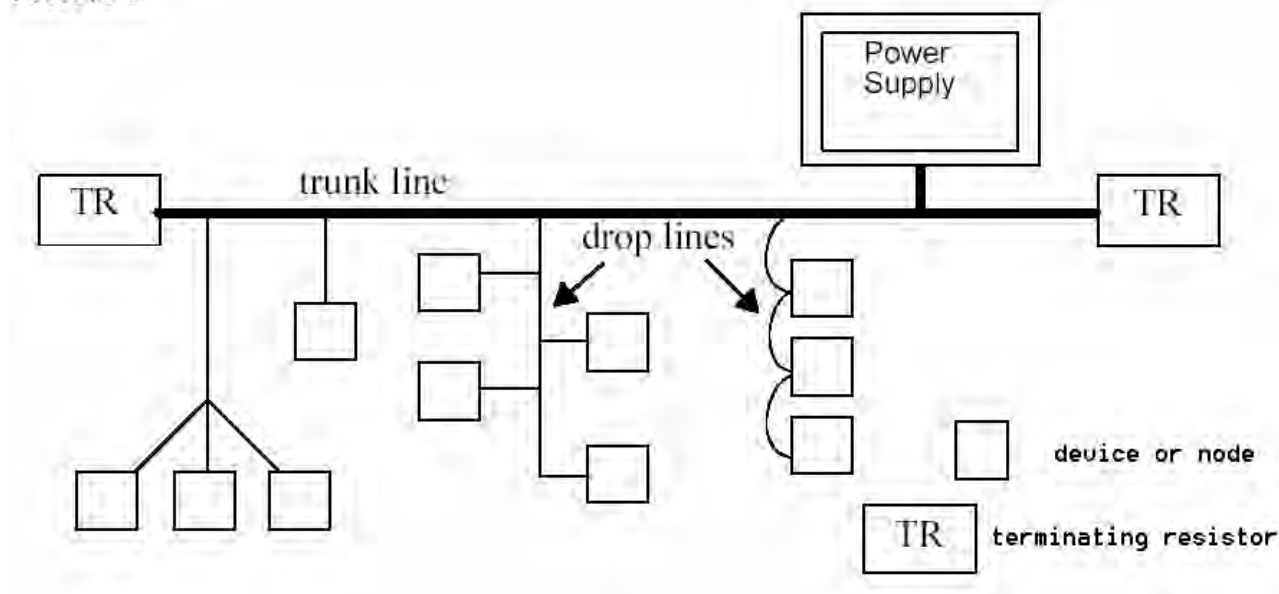 Power
Supply
TR
trunk line
TR
drop lines
device or node
TR
terminating resistor